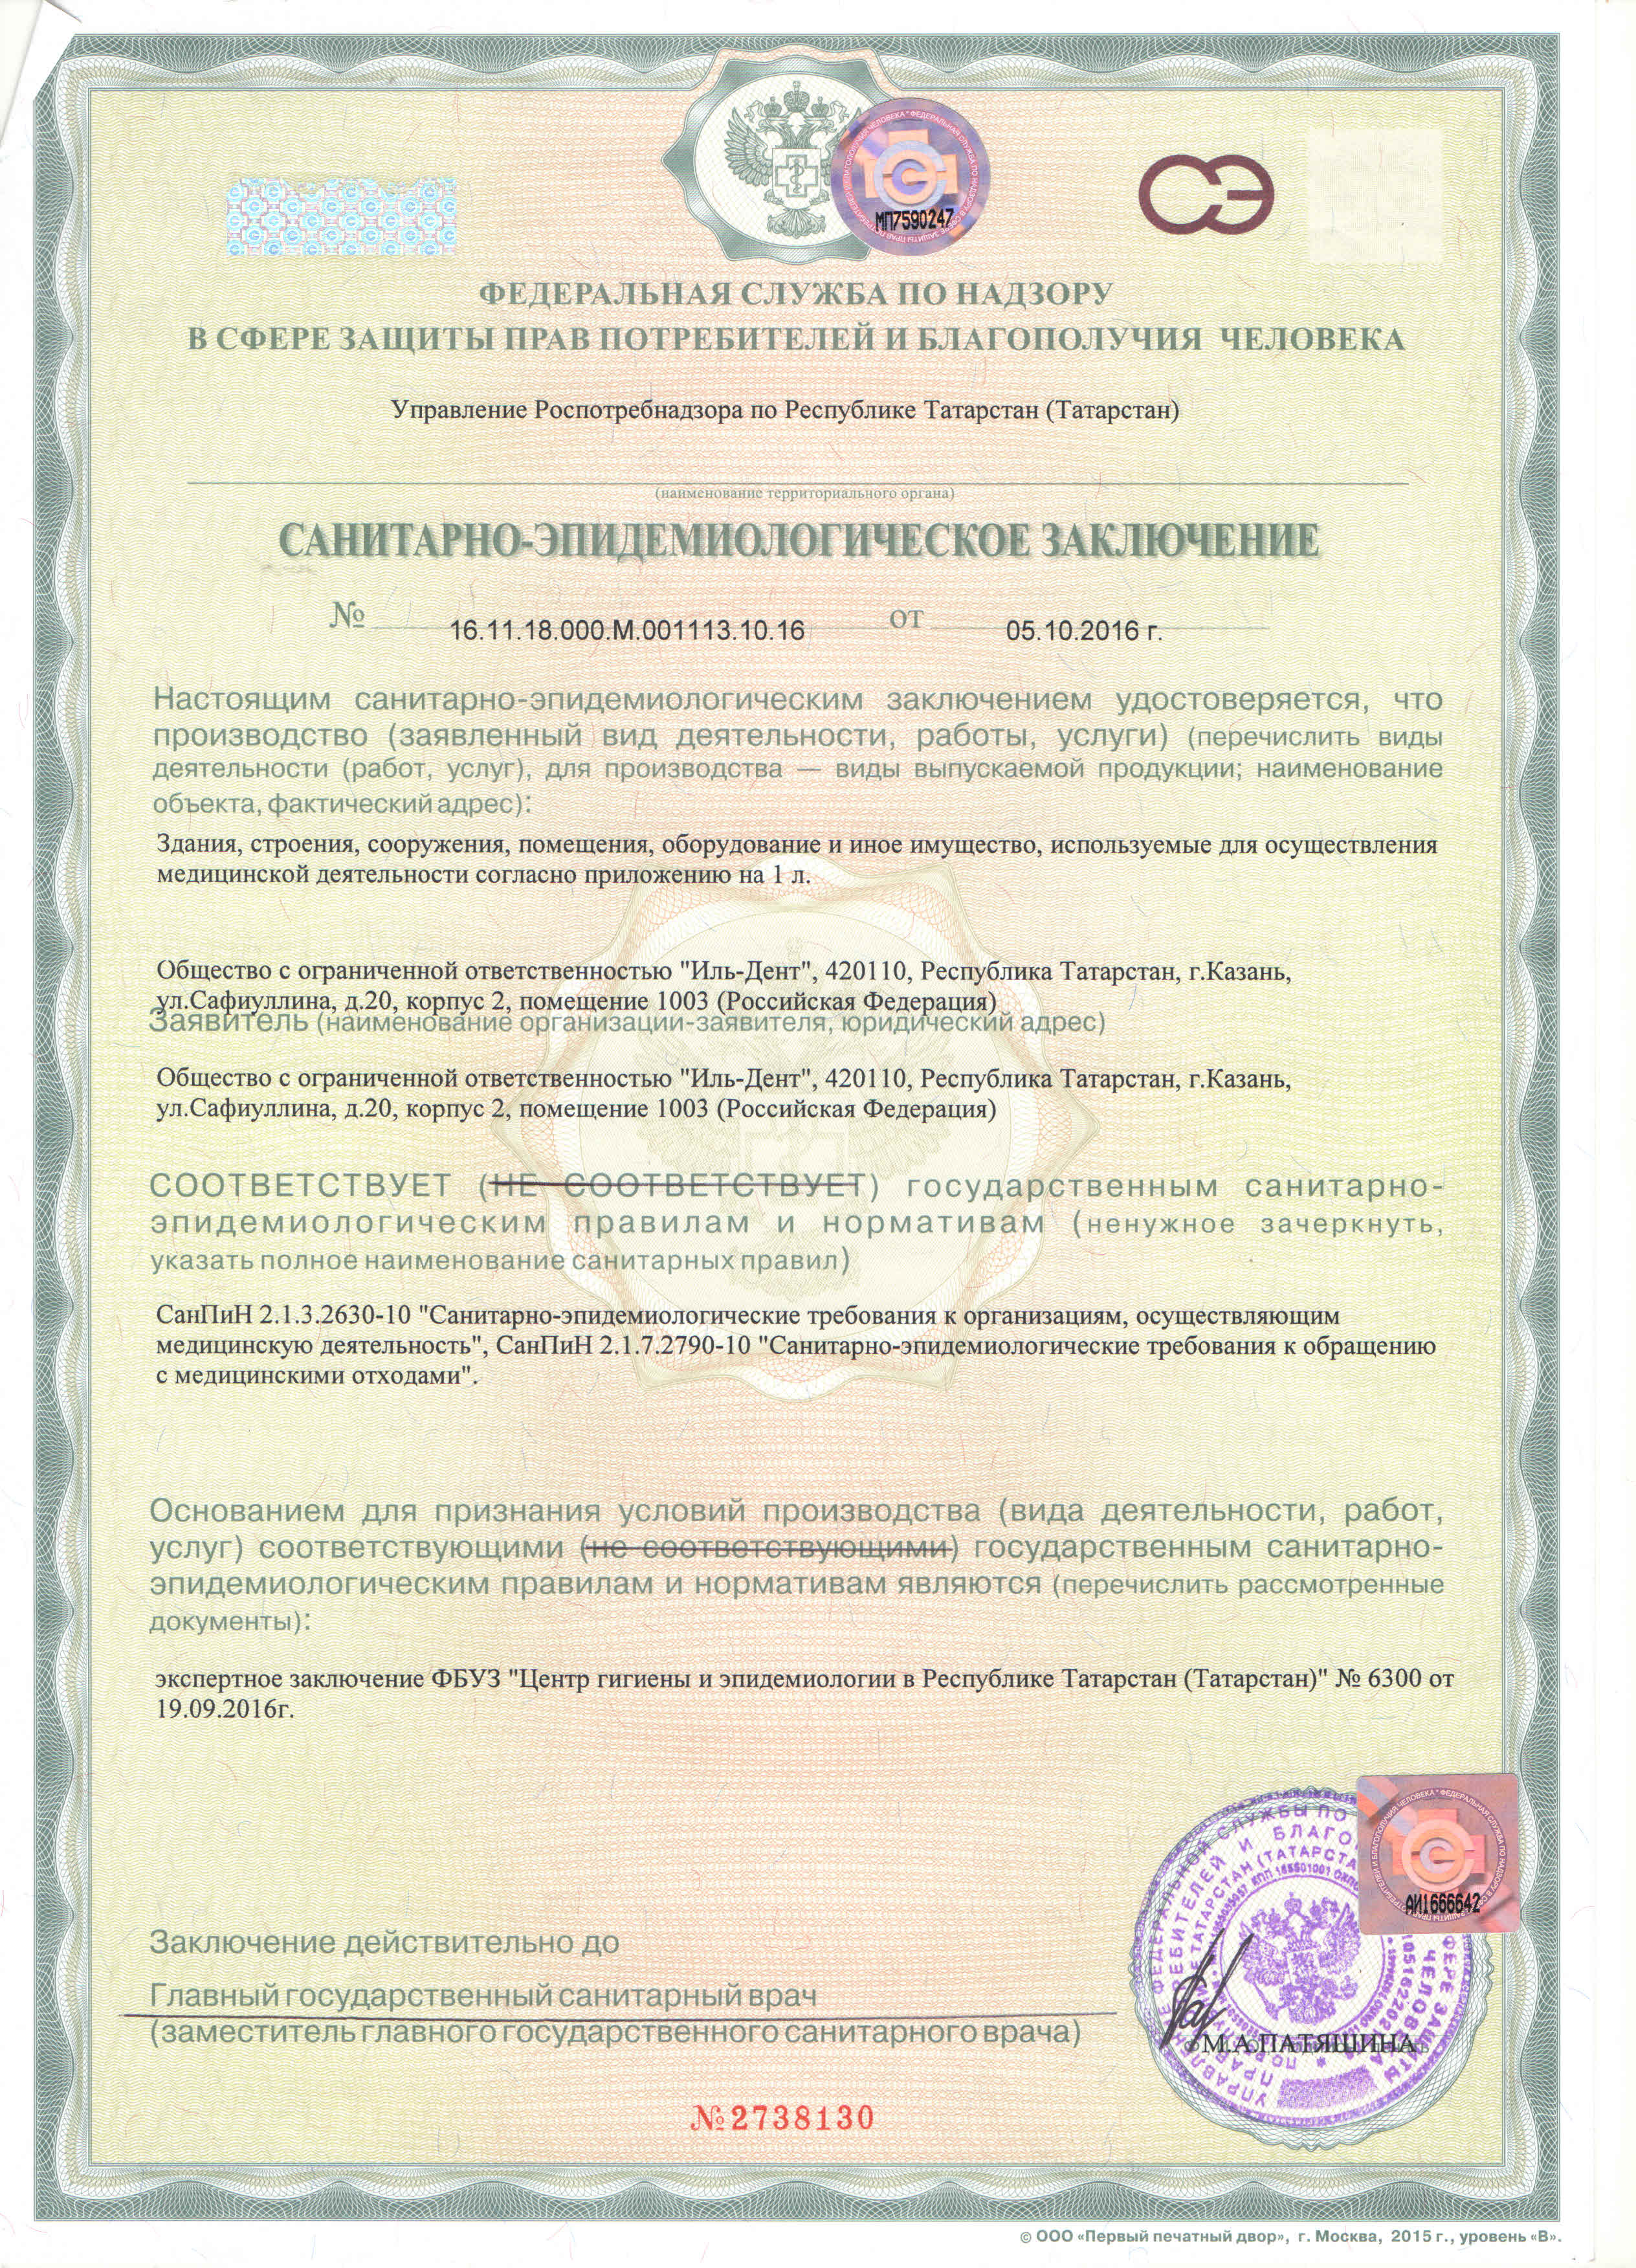 МП7590247
СЭ
ФЕДЕРАЛЬНАЯ СЛУЖБА ПО НАДЗОРУ
В СФЕРЕ ЗАЩИТЫ ПРАВ ПОТРЕБИТЕЛЕЙ И БЛАГОПОЛУЧИЯ ЧЕЛОВЕКА
Управление Роспотребнадзора по Республике Татарстан (Татарстан)
(наименование территориального органа)
САНИТАРНО-ЭПИДЕМИОЛОГИЧЕСКОЕ ЗАКЛЮЧЕНИЕ
№ 16.11.18.000.М.001113.10.16 от 05.10.2016 г.
Настоящим санитарно-эпидемиологическим заключением удостоверяется, что
производство (заявленный вид деятельности, работы, услуги) (перечислить виды
деятельности (работ, услуг), для производства — виды выпускаемой продукции; наименование
объекта, фактический адрес):
Здания, строения, сооружения, помещения, оборудование и иное имущество, используемые для осуществления
медицинской деятельности согласно приложению на 1 л.
Общество с ограниченной ответственностью "Иль-Дент", 420110, Республика Татарстан, г.Казань,
ул.Сафиуллина, д.20, корпус 2, помещение 1003 (Российская Федерация)
Заявитель (наименование организации-заявителя, юридический адрес)
Общество с ограниченной ответственностью "Иль-Дент", 420110, Республика Татарстан, г.Казань,
ул.Сафиуллина, д.20, корпус 2, помещение 1003 (Российская Федерация)
СООТВЕТСТВУЕТ (НЕ СООТВЕТСТВУЕТ) государственным санитарно-
эпидемиологическим правилам и нормативам (ненужное зачеркнуть,
указать полное наименование санитарных правил)
СанПиН 2.1.3.2630-10 "Санитарно-эпидемиологические требования к организациям, осуществляющим
медицинскую деятельность", СанПиН 2.1.7.2790-10 "Санитарно-эпидемиологические требования к обращению
с медицинскими отходами".
Основанием для признания условий производства (вида деятельности, работ,
услуг) соответствующими (не соответствующими) государственным санитарно-
эпидемиологическим правилам и нормативам являются (перечислить рассмотренные
документы):
экспертное заключение ФБУЗ "Центр гигиены и эпидемиологии в Республике Татарстан (Татарстан)" № 6300 от
19.09.2016г.
АИ1666642
Заключение действительно до
Главный государственный санитарный врач
(заместитель главного государственного санитарного врача)
М.А.ПАТЯШИНА
№2738130
© ООО «Первый печатный двор», г. Москва, 2015 г., уровень «В».